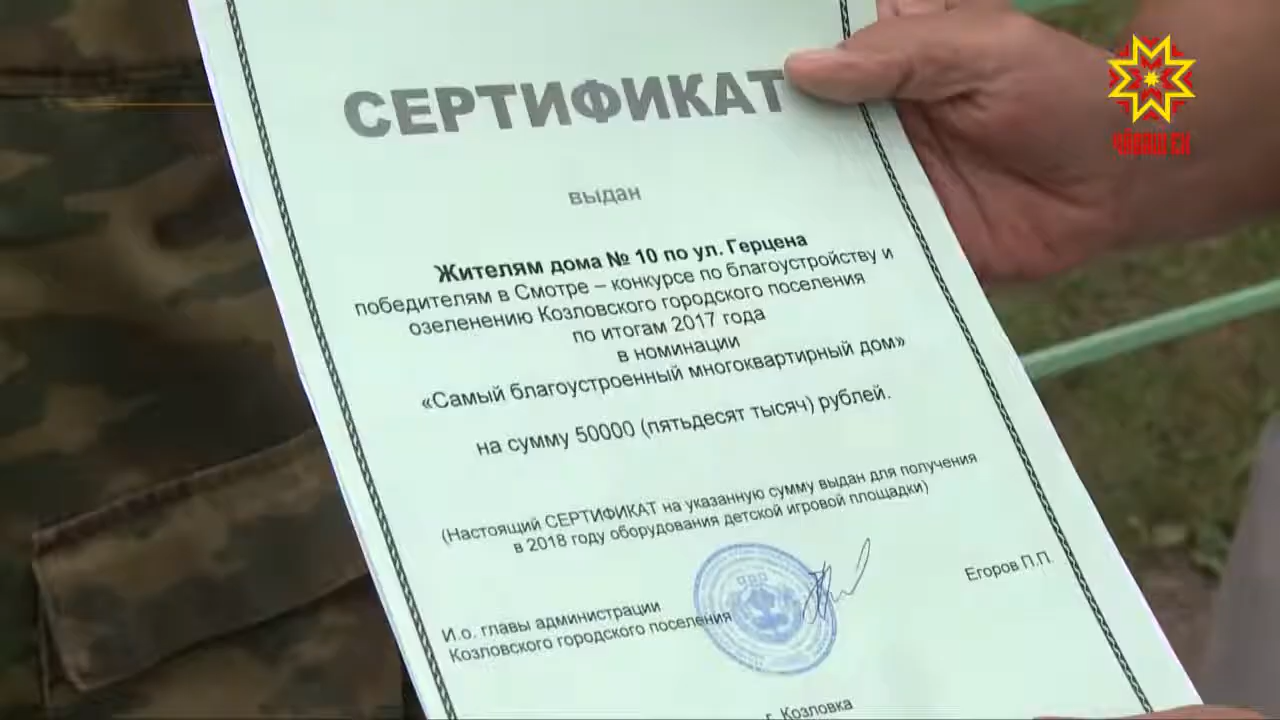 СЕРТИФИКАТ
ЧӐВАШ ЕН
выдан
Жителям дома № 10 по ул. Герцена
победителям в Смотре – конкурсе по благоустройству и
озеленению Козловского городского поселения
по итогам 2017 года
в номинации
«Самый благоустроенный многоквартирный дом»
на сумму 50000 (пятьдесят тысяч) рублей.
(Настоящий СЕРТИФИКАТ на указанную сумму выдан для получения
в 2018 году оборудования детской игровой площадки)
И.о. главы администрации
Козловского городского поселения
Егоров П.П.
г. Козловка